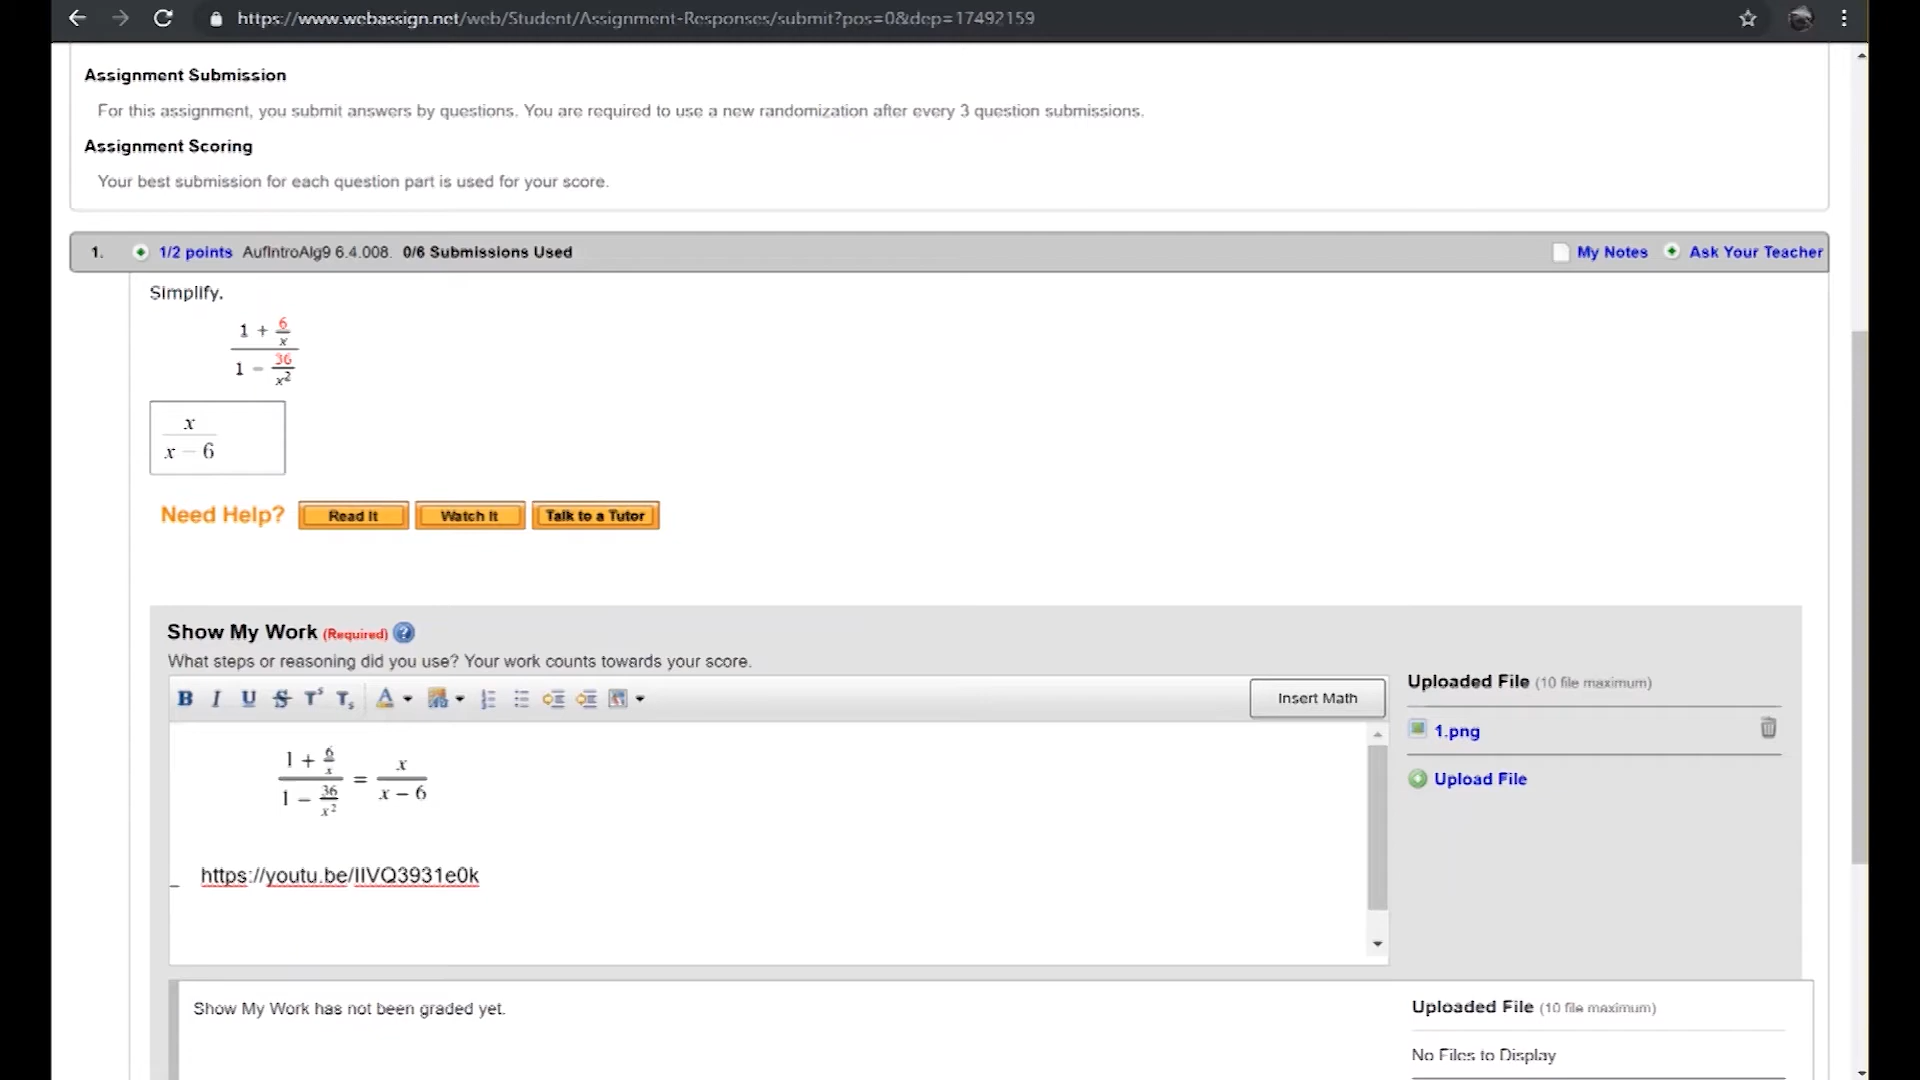 https://www.webassign.net/web/Student/Assignment-Responses/submit?pos=0&dep=17492159
Assignment Submission
For this assignment, you submit answers by questions. You are required to use a new randomization after every 3 question submissions.
Assignment Scoring
Your best submission for each question part is used for your score.
1. 1/2 points AufIntroAlg9 6.4.008. 0/6 Submissions Used My Notes Ask Your Teacher
Simplify.
1 + 6/x
1 - 36/x²
x
x − 6
Need Help? Read It Watch It Talk to a Tutor
Show My Work (Required) ?
What steps or reasoning did you use? Your work counts towards your score.
B I U S Tˢ Tₛ A Insert Math
Uploaded File (10 file maximum)
1.png
Upload File
1 + 6/x
1 − 36/x²
= x
x − 6
https://youtu.be/IIVQ3931e0k
Show My Work has not been graded yet.
Uploaded File (10 file maximum)
No Files to Display